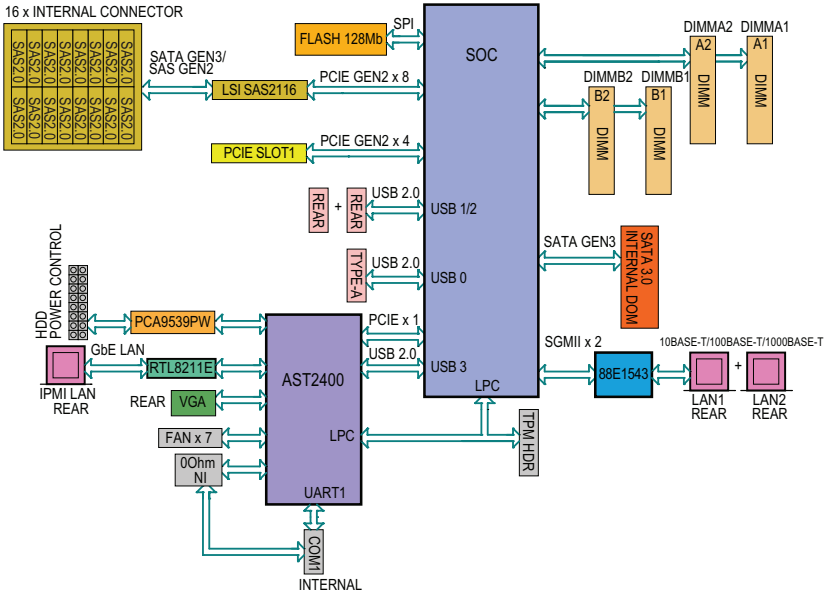 16 x INTERNAL CONNECTOR
SAS2.0 SAS2.0 SAS2.0 SAS2.0 SAS2.0 SAS2.0 SAS2.0
SAS2.0 SAS2.0 SAS2.0 SAS2.0 SAS2.0 SAS2.0 SAS2.0
SATA GEN3/
SAS GEN2
LSI SAS2116
PCIE GEN2 x 8
FLASH 128Mb
SPI
SOC
DIMMA2
DIMMA1
A2
DIMM
A1
DIMM
DIMMB2
DIMMB1
B2
DIMM
B1
DIMM
PCIE SLOT1
PCIE GEN2 x 4
REAR
+
REAR
USB 2.0
USB 1/2
TYPE-A
USB 2.0
USB 0
SATA GEN3
SATA 3.0
INTERNAL DOM
HDD
POWER CONTROL
PCA9539PW
PCIE x 1
GbE LAN
RTL8211E
IPMI LAN
REAR
AST2400
USB 2.0
USB 3
SGMII x 2
88E1543
10BASE-T/100BASE-T/1000BASE-T
+
LAN1
REAR
LAN2
REAR
REAR
VGA
LPC
FAN x 7
LPC
TPM HDR
0Ohm
NI
UART1
COM1
INTERNAL